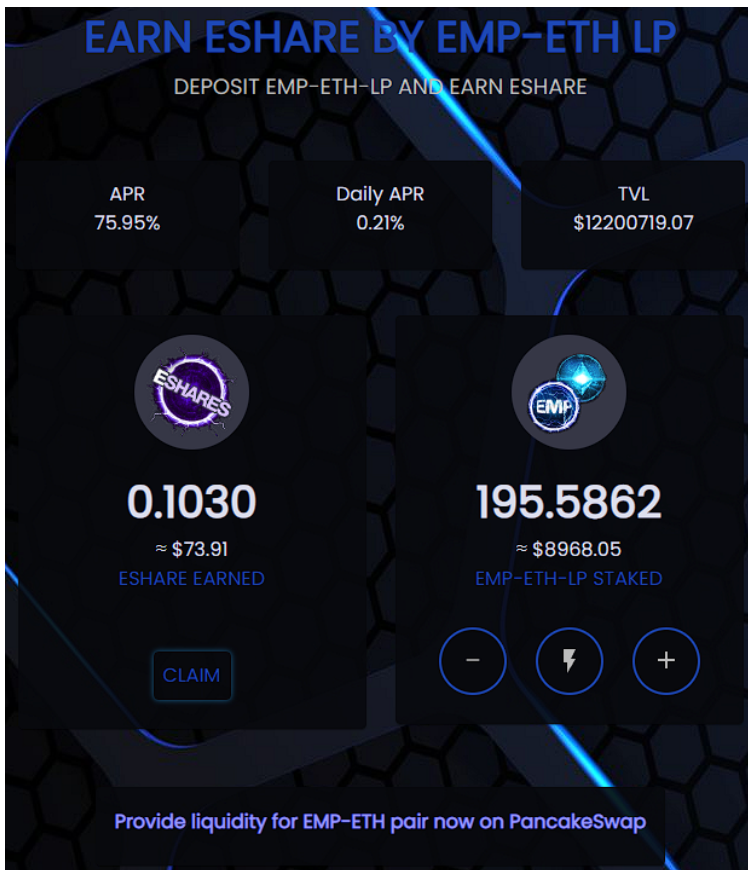 EARN ESHARE BY EMP-ETH LP
DEPOSIT EMP-ETH-LP AND EARN ESHARE
APR
75.95%
Daily APR
0.21%
TVL
$12200719.07
ESHARES
0.1030
≈ $73.91
ESHARE EARNED
CLAIM
EMP
195.5862
≈ $8968.05
EMP-ETH-LP STAKED
Provide liquidity for EMP-ETH pair now on PancakeSwap